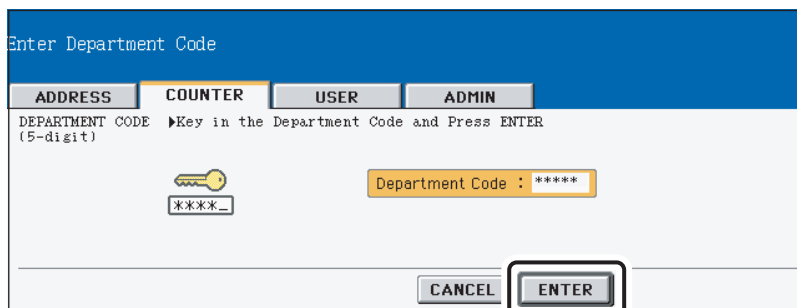 Enter Department Code
ADDRESS COUNTER USER ADMIN
DEPARTMENT CODE ▶Key in the Department Code and Press ENTER
(5-digit)
Department Code : *****
****_
CANCEL ENTER